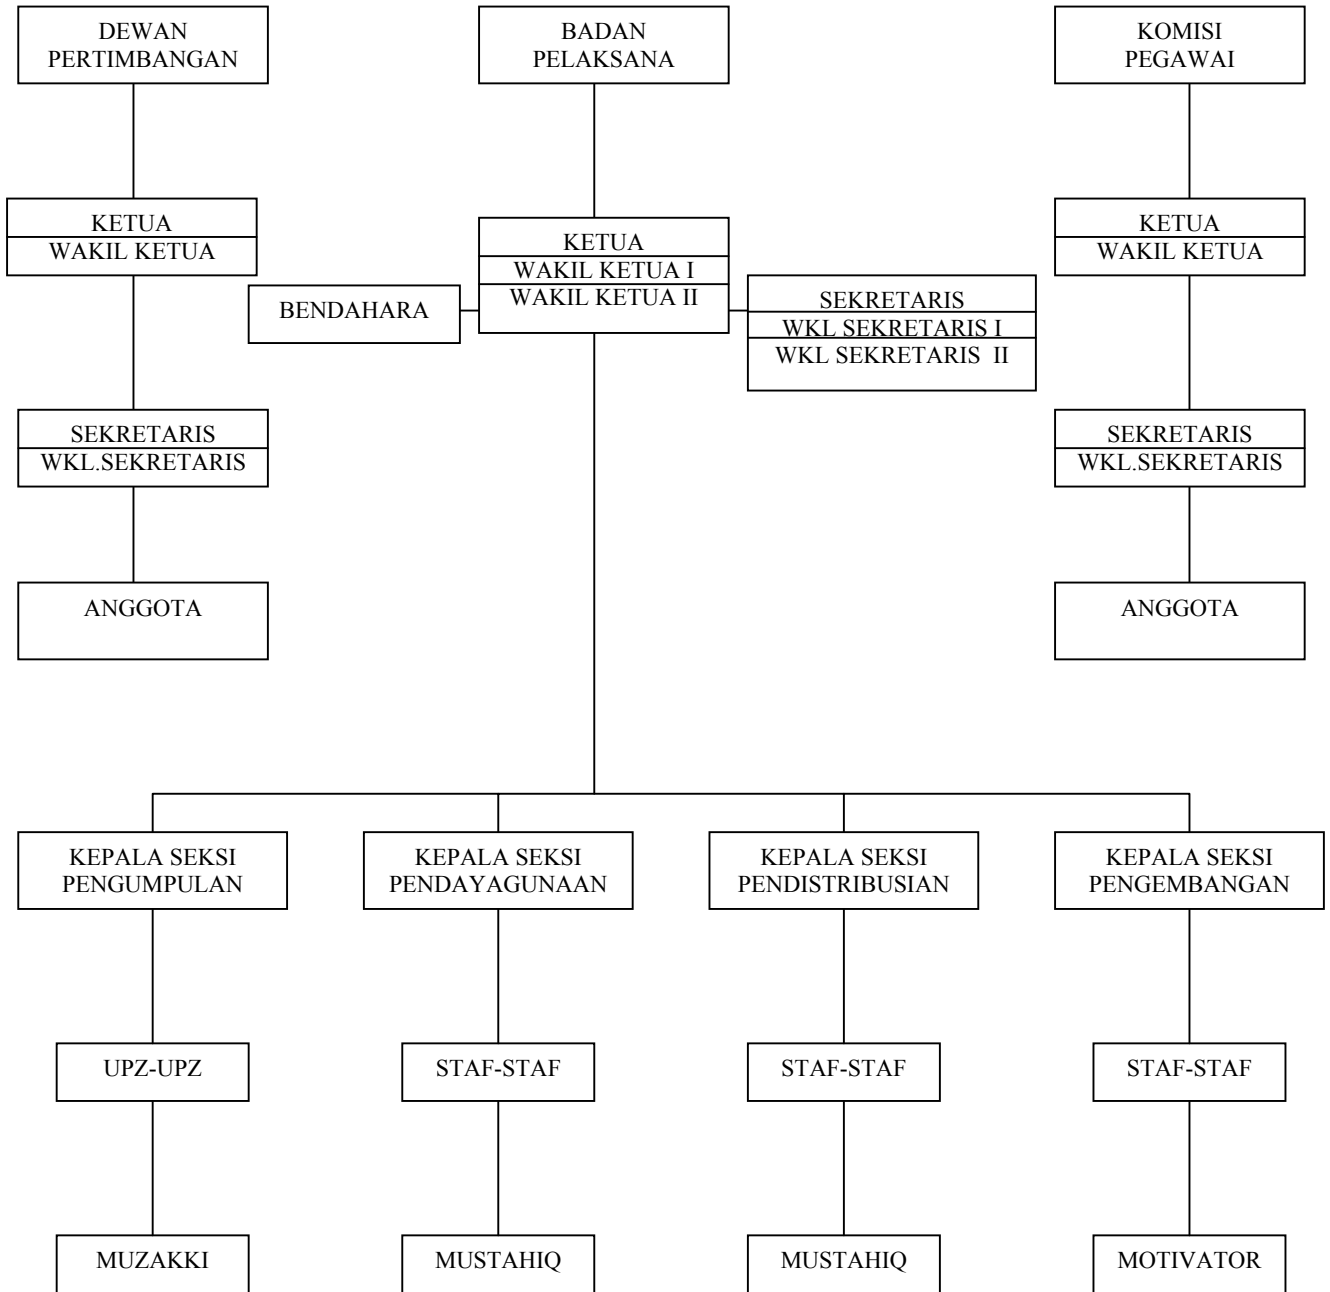 DEWAN
PERTIMBANGAN
BADAN
PELAKSANA
KOMISI
PEGAWAI
KETUA
WAKIL KETUA
KETUA
WAKIL KETUA I
WAKIL KETUA II
KETUA
WAKIL KETUA
BENDAHARA
SEKRETARIS
WKL SEKRETARIS I
WKL SEKRETARIS II
SEKRETARIS
WKL.SEKRETARIS
SEKRETARIS
WKL.SEKRETARIS
ANGGOTA
ANGGOTA
KEPALA SEKSI
PENGUMPULAN
KEPALA SEKSI
PENDAYAGUNAAN
KEPALA SEKSI
PENDISTRIBUSIAN
KEPALA SEKSI
PENGEMBANGAN
UPZ-UPZ
STAF-STAF
STAF-STAF
STAF-STAF
MUZAKKI
MUSTAHIQ
MUSTAHIQ
MOTIVATOR